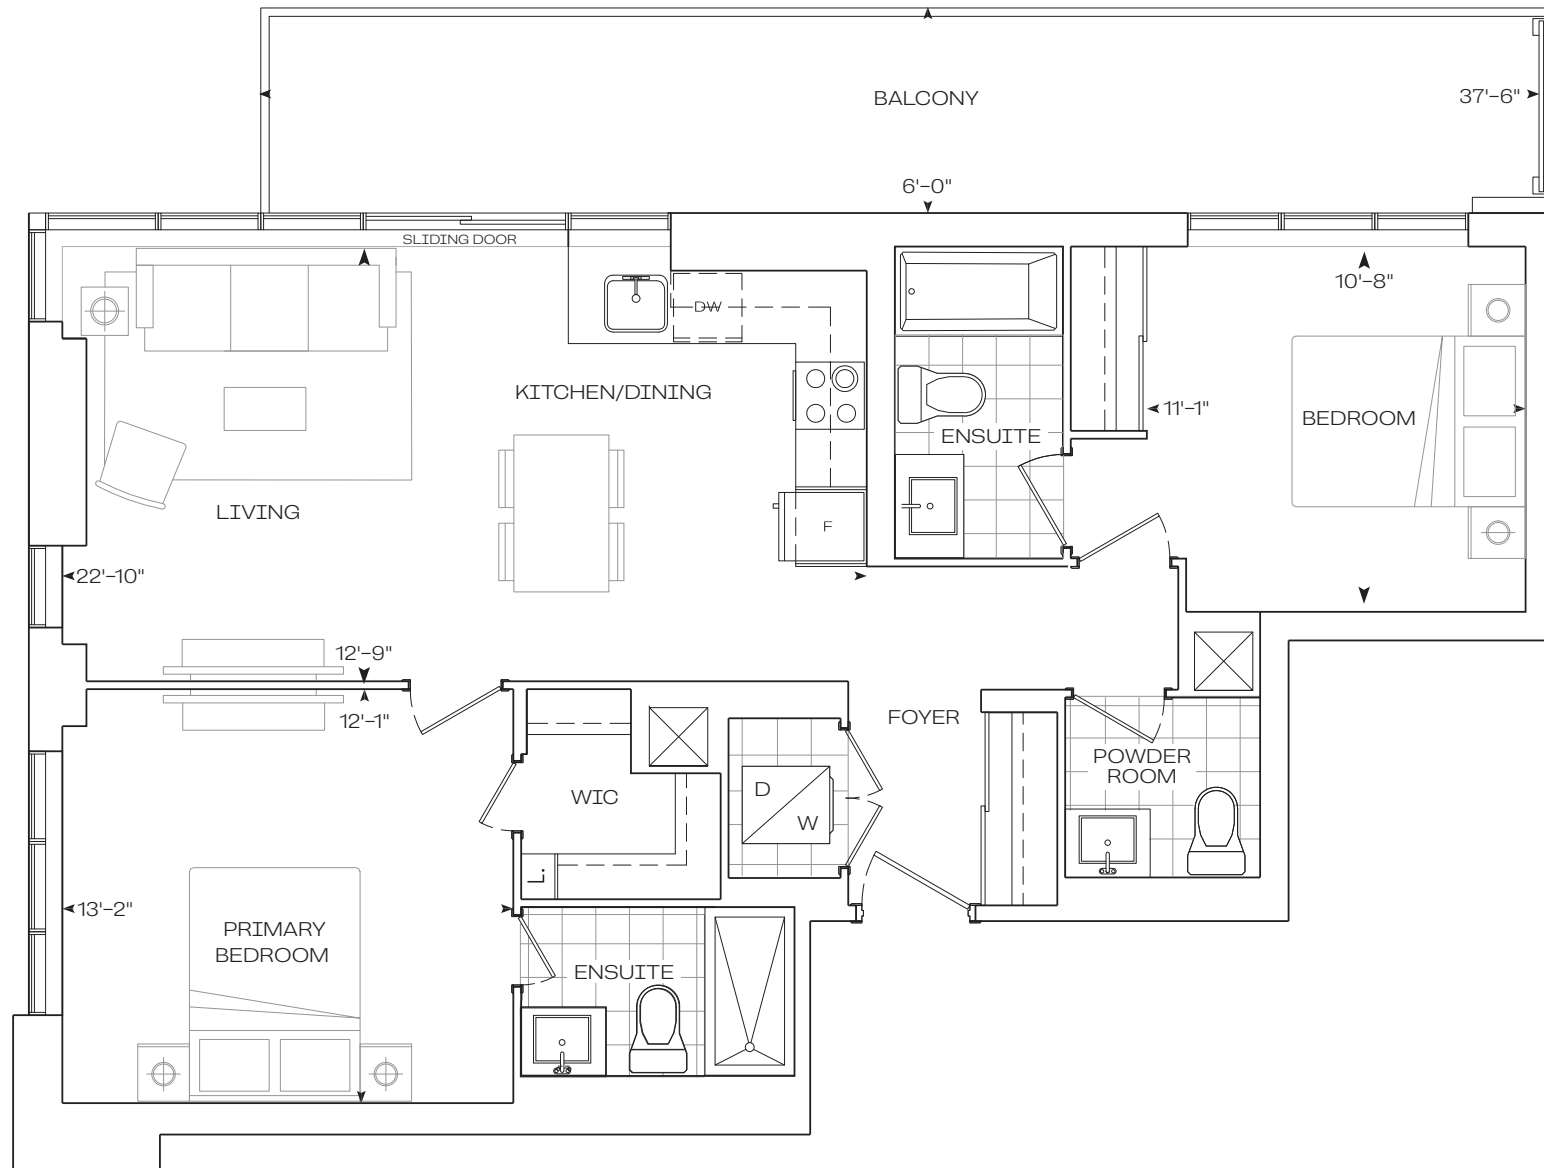 BALCONY
37'-6"
6'-0"
SLIDING DOOR
10'-8"
DW
KITCHEN/DINING
11'-1"
BEDROOM
ENSUITE
LIVING
F
22'-10"
12'-9"
12'-1"
FOYER
POWDER
ROOM
WIC
D
W
L.
13'-2"
PRIMARY
BEDROOM
ENSUITE